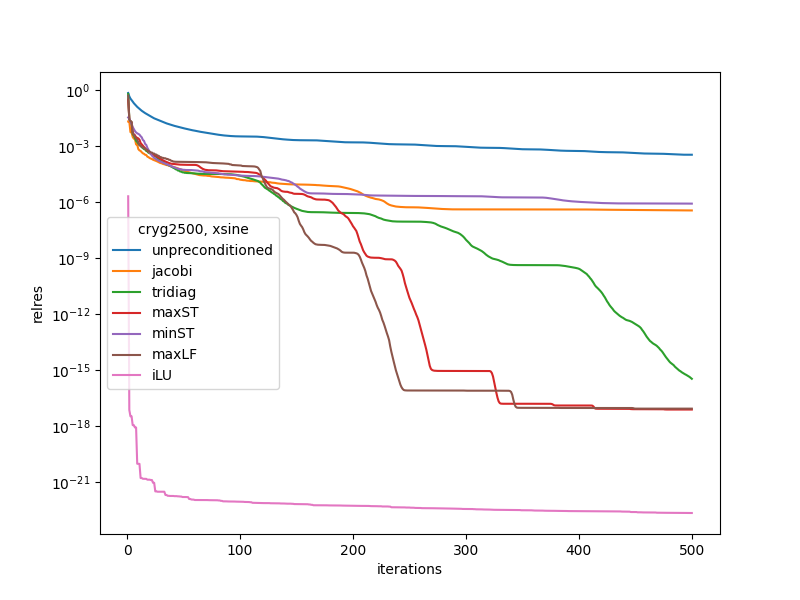 10^0
10^-3
10^-6
10^-9
10^-12
10^-15
10^-18
10^-21
relres
cryg2500, xsine
unpreconditioned
jacobi
tridiag
maxST
minST
maxLF
iLU
0 100 200 300 400 500
iterations